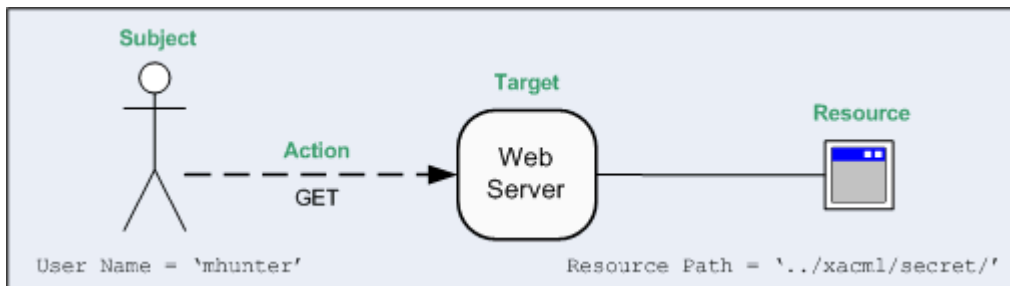 Subject
Target
Resource
Action
GET
Web
Server
User Name = ‘mhunter’
Resource Path = ‘../xacml/secret/’